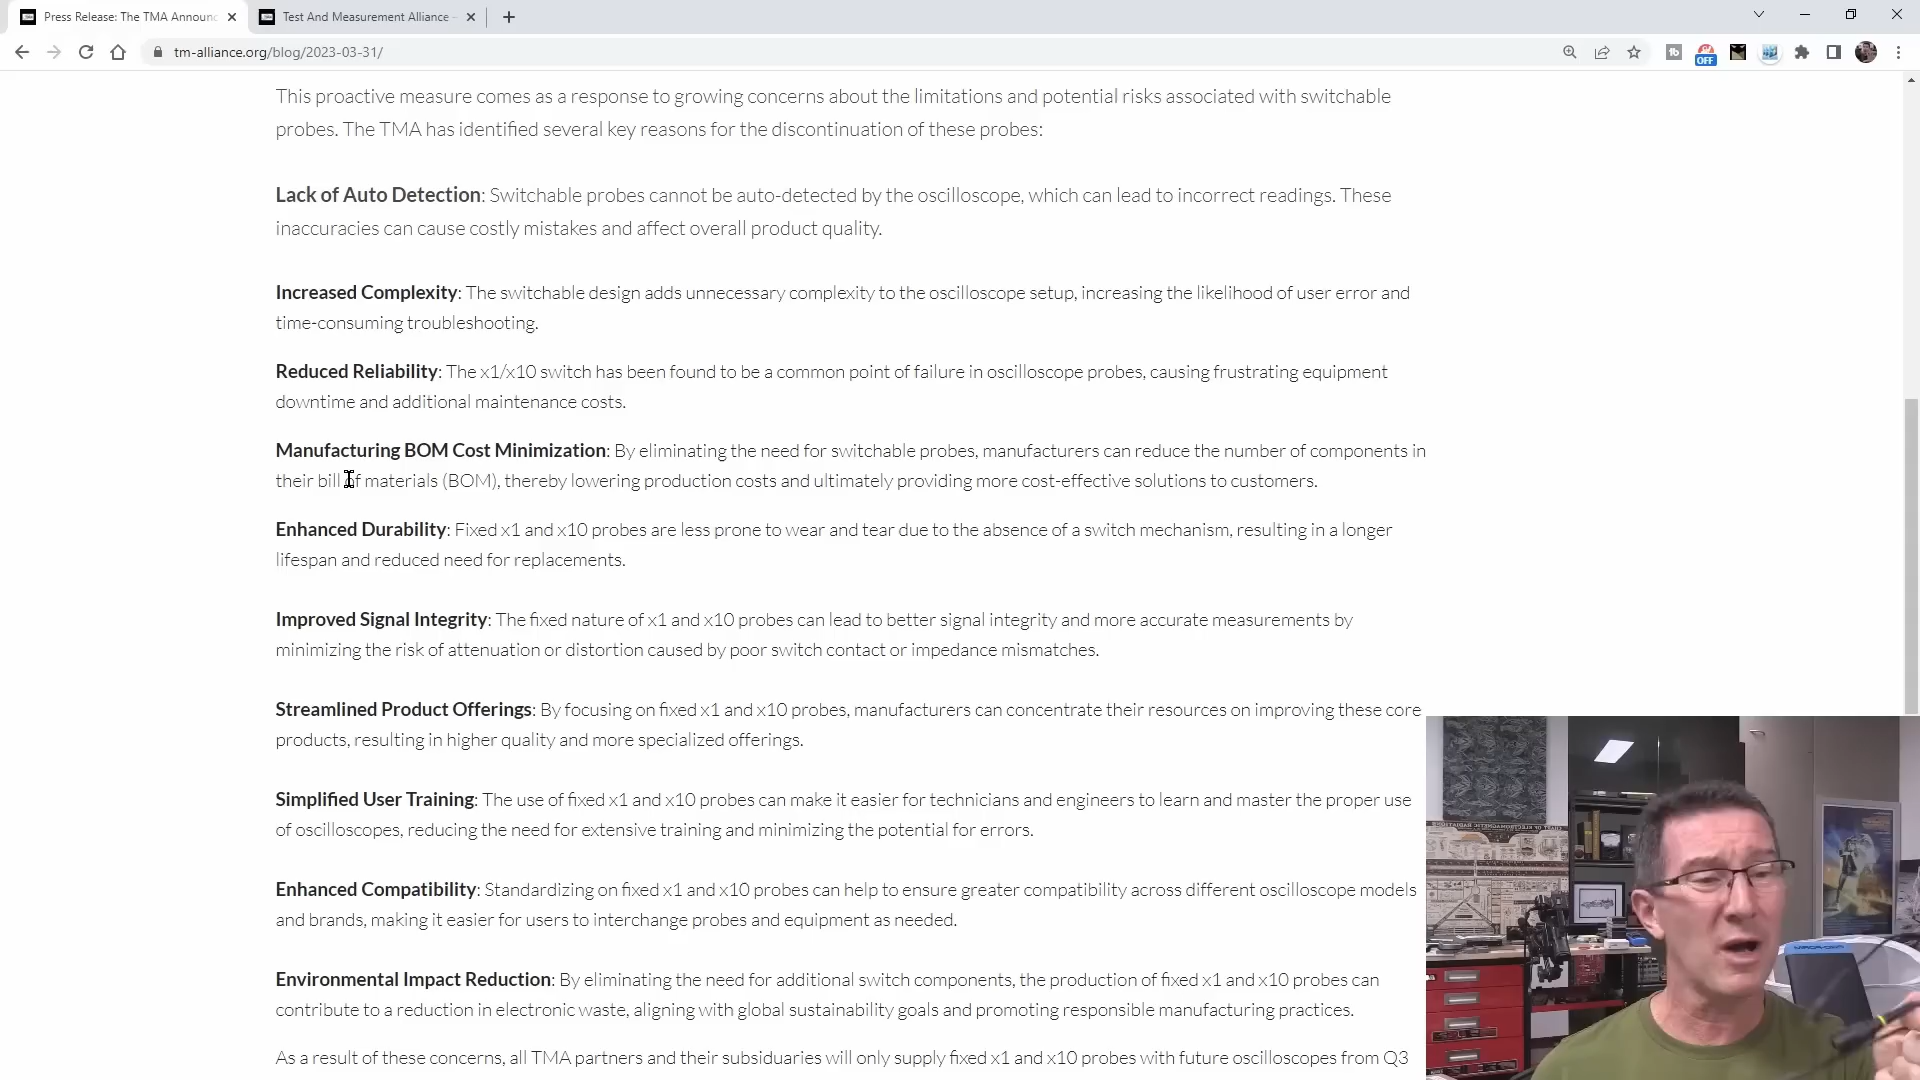 Press Release: The TMA Announc
Test And Measurement Alliance -
tm-alliance.org/blog/2023-03-31/
OFF
This proactive measure comes as a response to growing concerns about the limitations and potential risks associated with switchable
probes. The TMA has identified several key reasons for the discontinuation of these probes:
Lack of Auto Detection: Switchable probes cannot be auto-detected by the oscilloscope, which can lead to incorrect readings. These
inaccuracies can cause costly mistakes and affect overall product quality.
Increased Complexity: The switchable design adds unnecessary complexity to the oscilloscope setup, increasing the likelihood of user error and
time-consuming troubleshooting.
Reduced Reliability: The x1/x10 switch has been found to be a common point of failure in oscilloscope probes, causing frustrating equipment
downtime and additional maintenance costs.
Manufacturing BOM Cost Minimization: By eliminating the need for switchable probes, manufacturers can reduce the number of components in
their bill of materials (BOM), thereby lowering production costs and ultimately providing more cost-effective solutions to customers.
Enhanced Durability: Fixed x1 and x10 probes are less prone to wear and tear due to the absence of a switch mechanism, resulting in a longer
lifespan and reduced need for replacements.
Improved Signal Integrity: The fixed nature of x1 and x10 probes can lead to better signal integrity and more accurate measurements by
minimizing the risk of attenuation or distortion caused by poor switch contact or impedance mismatches.
Streamlined Product Offerings: By focusing on fixed x1 and x10 probes, manufacturers can concentrate their resources on improving these core
products, resulting in higher quality and more specialized offerings.
Simplified User Training: The use of fixed x1 and x10 probes can make it easier for technicians and engineers to learn and master the proper use
of oscilloscopes, reducing the need for extensive training and minimizing the potential for errors.
Enhanced Compatibility: Standardizing on fixed x1 and x10 probes can help to ensure greater compatibility across different oscilloscope models
and brands, making it easier for users to interchange probes and equipment as needed.
Environmental Impact Reduction: By eliminating the need for additional switch components, the production of fixed x1 and x10 probes can
contribute to a reduction in electronic waste, aligning with global sustainability goals and promoting responsible manufacturing practices.
As a result of these concerns, all TMA partners and their subsiduaries will only supply fixed x1 and x10 probes with future oscilloscopes from Q3